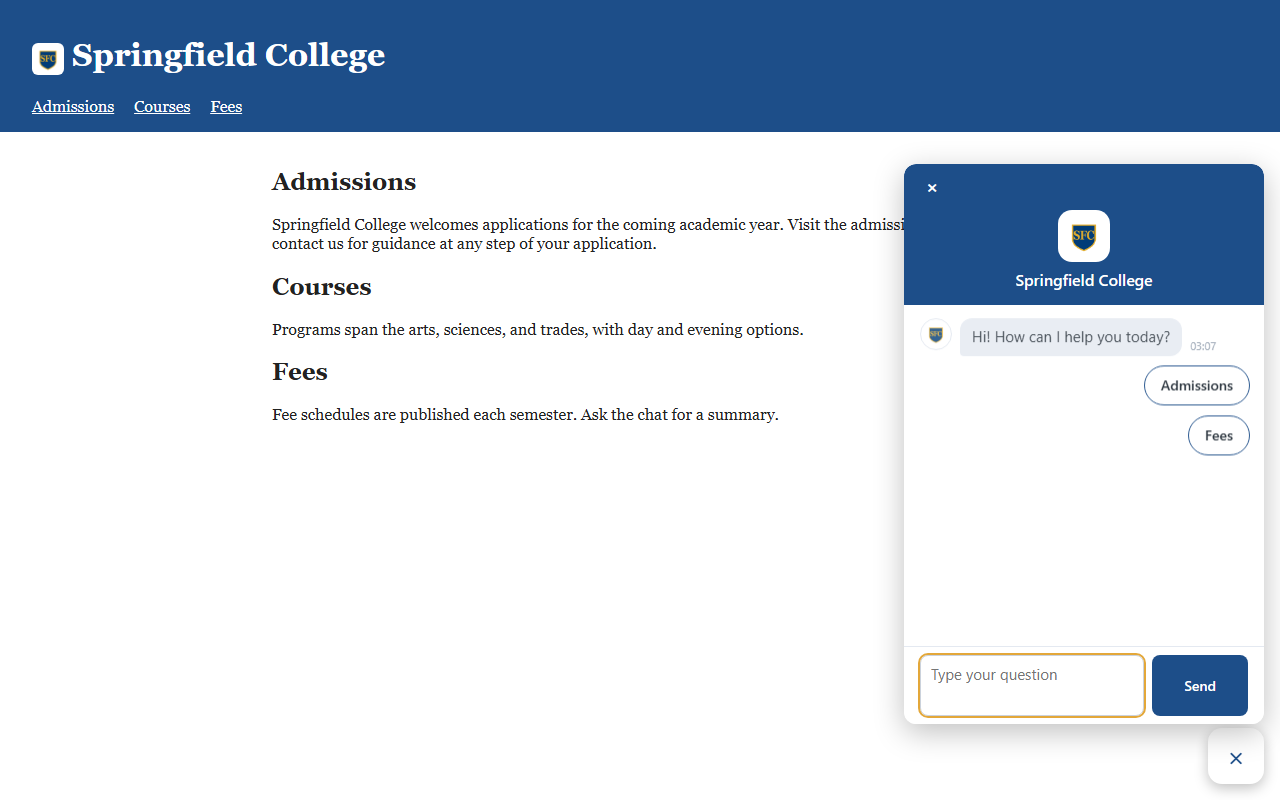 SFC Springfield College
Admissions Courses Fees
Admissions
Springfield College welcomes applications for the coming academic year. Visit the
contact us for guidance at any step of your application.
Courses
Programs span the arts, sciences, and trades, with day and evening options.
Fees
Fee schedules are published each semester. Ask the chat for a summary.
×
SFC
Springfield College
SFC
Hi! How can I help you today?
03:07
Admissions
Fees
Type your question
Send
×